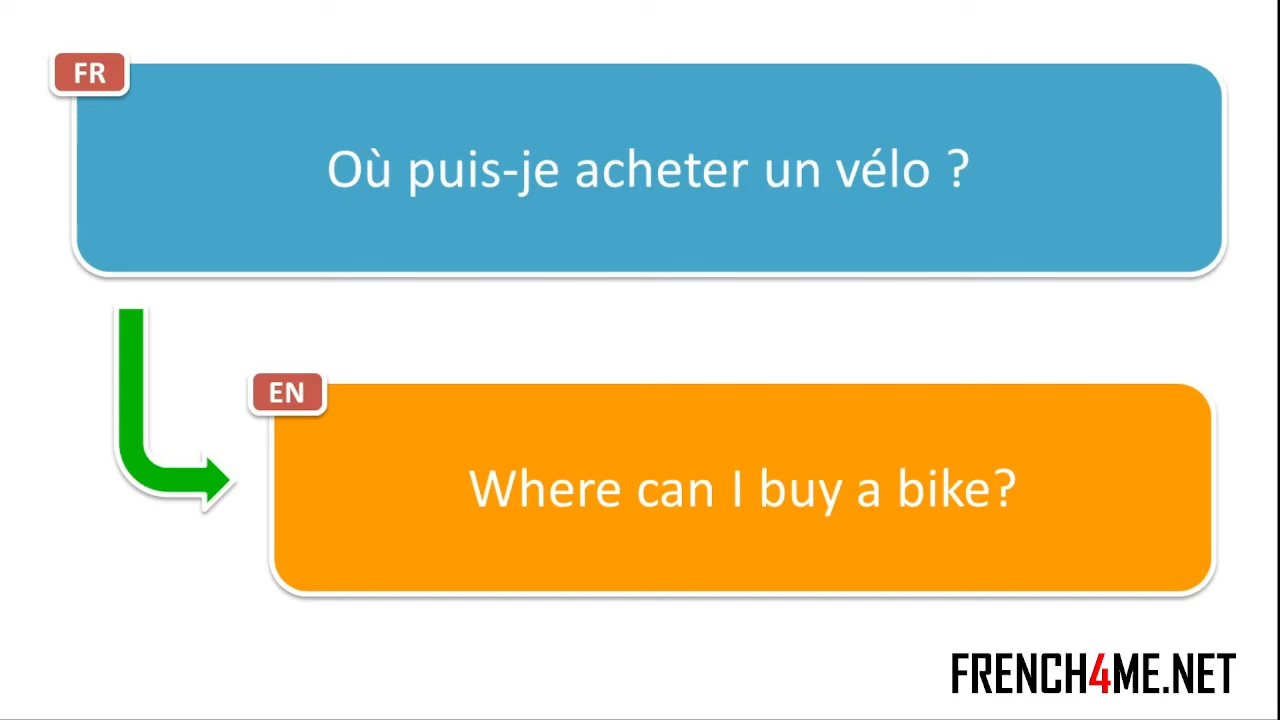 FR
Où puis-je acheter un vélo ?
EN
Where can I buy a bike?
FRENCH4ME.NET